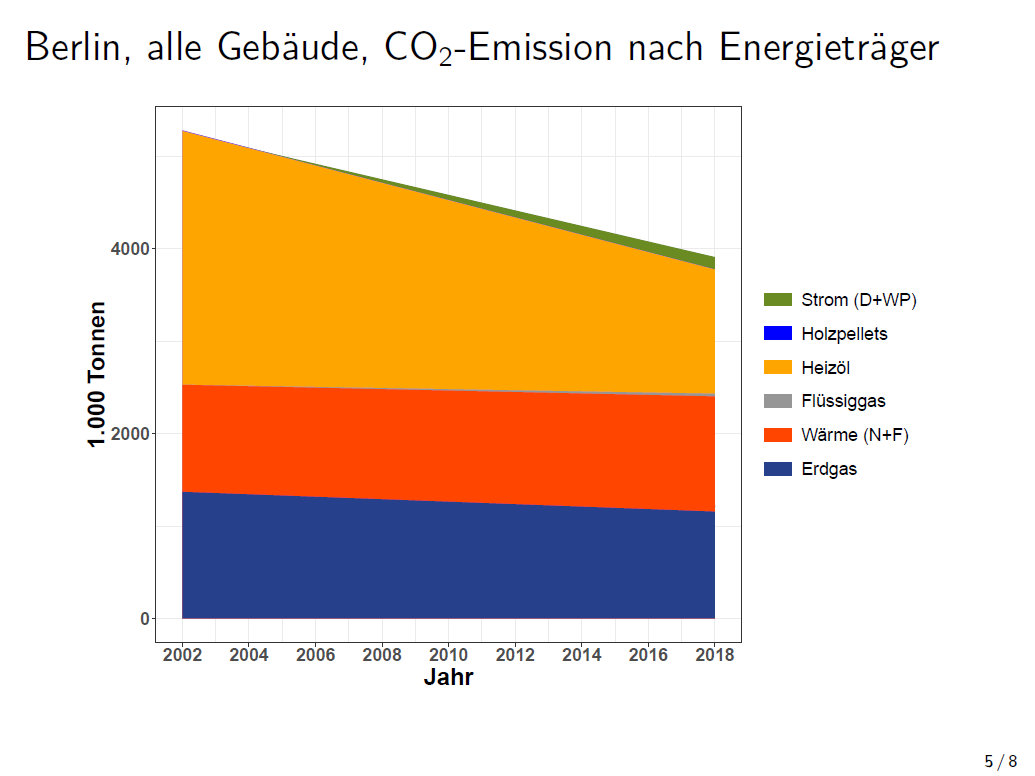 Berlin, alle Gebäude, CO₂-Emission nach Energieträger
1.000 Tonnen
4000
2000
0
2002 2004 2006 2008 2010 2012 2014 2016 2018
Jahr
Strom (D+WP)
Holzpellets
Heizöl
Flüssiggas
Wärme (N+F)
Erdgas
5 / 8